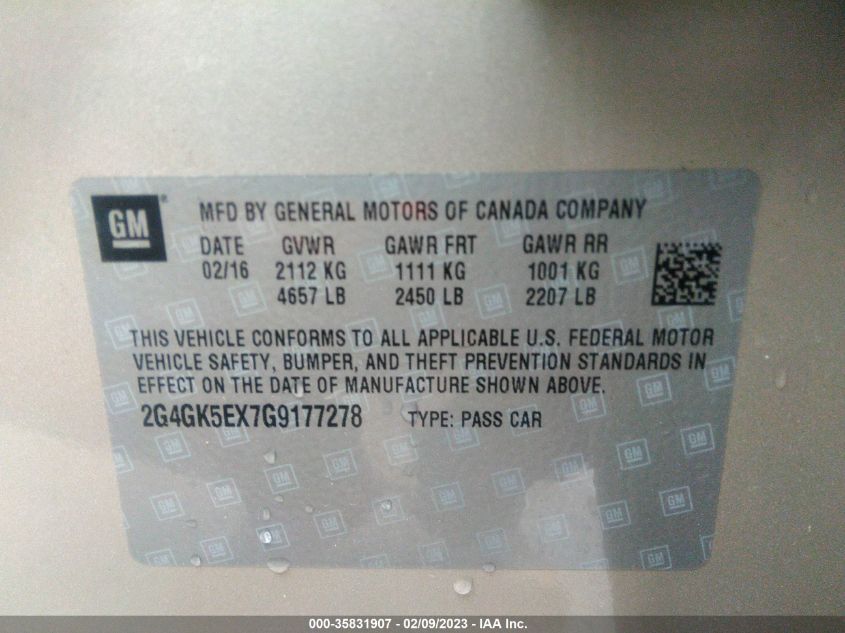 GM
MFD BY GENERAL MOTORS OF CANADA COMPANY
DATE GVWR GAWR FRT GAWR RR
02/16 2112 KG 1111 KG 1001 KG
4657 LB 2450 LB 2207 LB
THIS VEHICLE CONFORMS TO ALL APPLICABLE U.S. FEDERAL MOTOR
VEHICLE SAFETY, BUMPER, AND THEFT PREVENTION STANDARDS IN
EFFECT ON THE DATE OF MANUFACTURE SHOWN ABOVE.
2G4GK5EX7G9177278 TYPE: PASS CAR
000-35831907 - 02/09/2023 - IAA Inc.